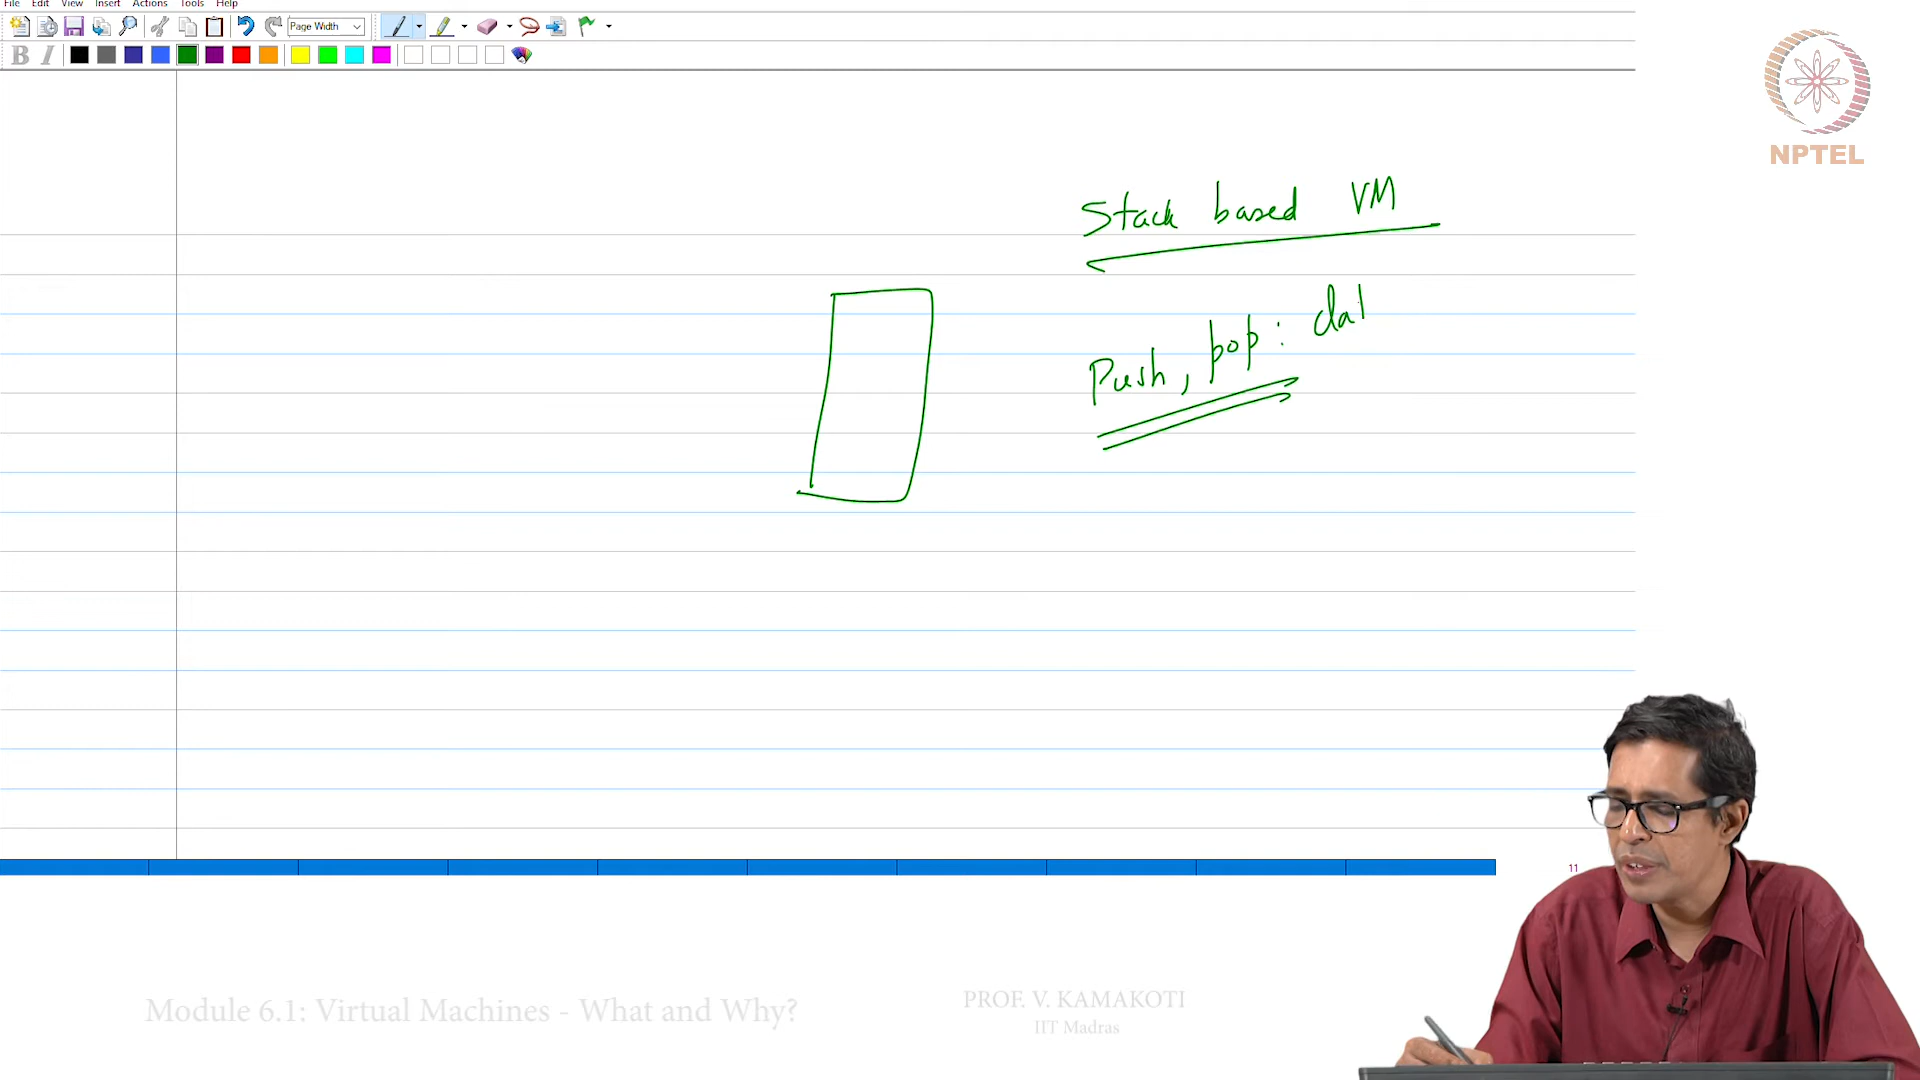 File Edit View Insert Actions Tools Help
Page Width
B I
NPTEL
Stack based VM
Push, pop: dat
11
Module 6.1: Virtual Machines - What and Why?
PROF. V. KAMAKOTI
IIT Madras